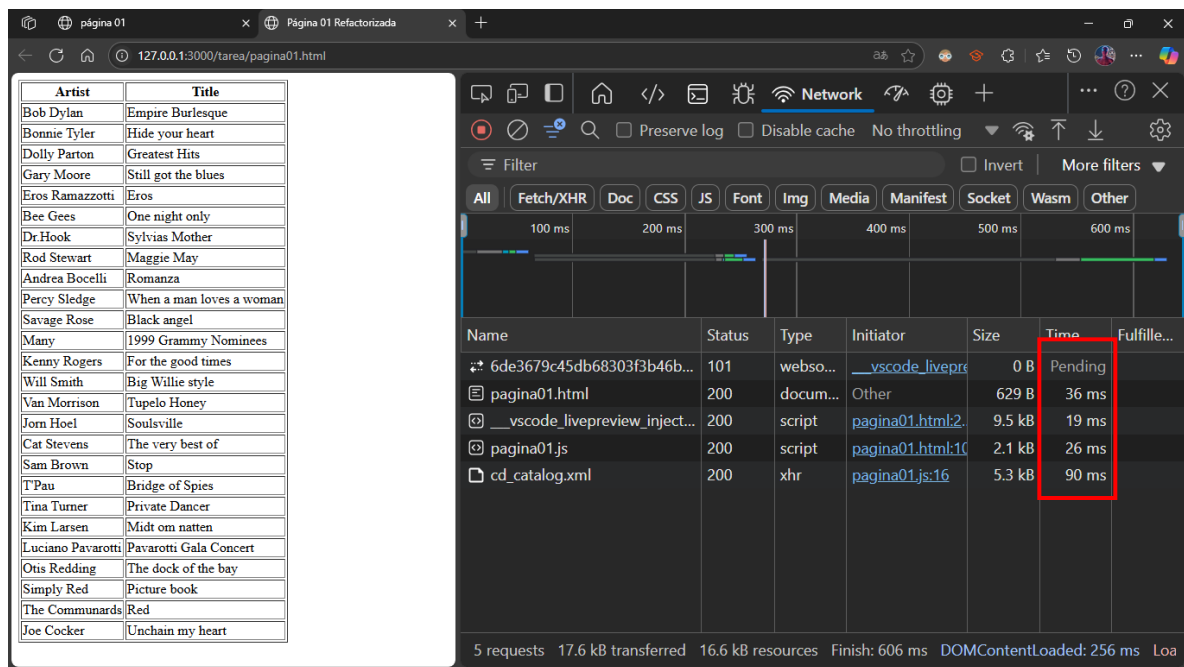 página 01
Página 01 Refactorizada
127.0.0.1:3000/tarea/pagina01.html
Artist Title
Bob Dylan Empire Burlesque
Bonnie Tyler Hide your heart
Dolly Parton Greatest Hits
Gary Moore Still got the blues
Eros Ramazzotti Eros
Bee Gees One night only
Dr.Hook Sylvias Mother
Rod Stewart Maggie May
Andrea Bocelli Romanza
Percy Sledge When a man loves a woman
Savage Rose Black angel
Many 1999 Grammy Nominees
Kenny Rogers For the good times
Will Smith Big Willie style
Van Morrison Tupelo Honey
Jorn Hoel Soulsville
Cat Stevens The very best of
Sam Brown Stop
T'Pau Bridge of Spies
Tina Turner Private Dancer
Kim Larsen Midt om natten
Luciano Pavarotti Pavarotti Gala Concert
Otis Redding The dock of the bay
Simply Red Picture book
The Communards Red
Joe Cocker Unchain my heart
Network
Preserve log Disable cache No throttling
Filter Invert More filters
All Fetch/XHR Doc CSS JS Font Img Media Manifest Socket Wasm Other
100 ms 200 ms 300 ms 400 ms 500 ms 600 ms
Name Status Type Initiator Size Time Fulfille...
6de3679c45db68303f3b46b... 101 webso... __vscode_livepre 0 B Pending
pagina01.html 200 docum... Other 629 B 36 ms
__vscode_livepreview_inject... 200 script pagina01.html:2. 9.5 kB 19 ms
pagina01.js 200 script pagina01.html:10 2.1 kB 26 ms
cd_catalog.xml 200 xhr pagina01.js:16 5.3 kB 90 ms
5 requests 17.6 kB transferred 16.6 kB resources Finish: 606 ms DOMContentLoaded: 256 ms Loa